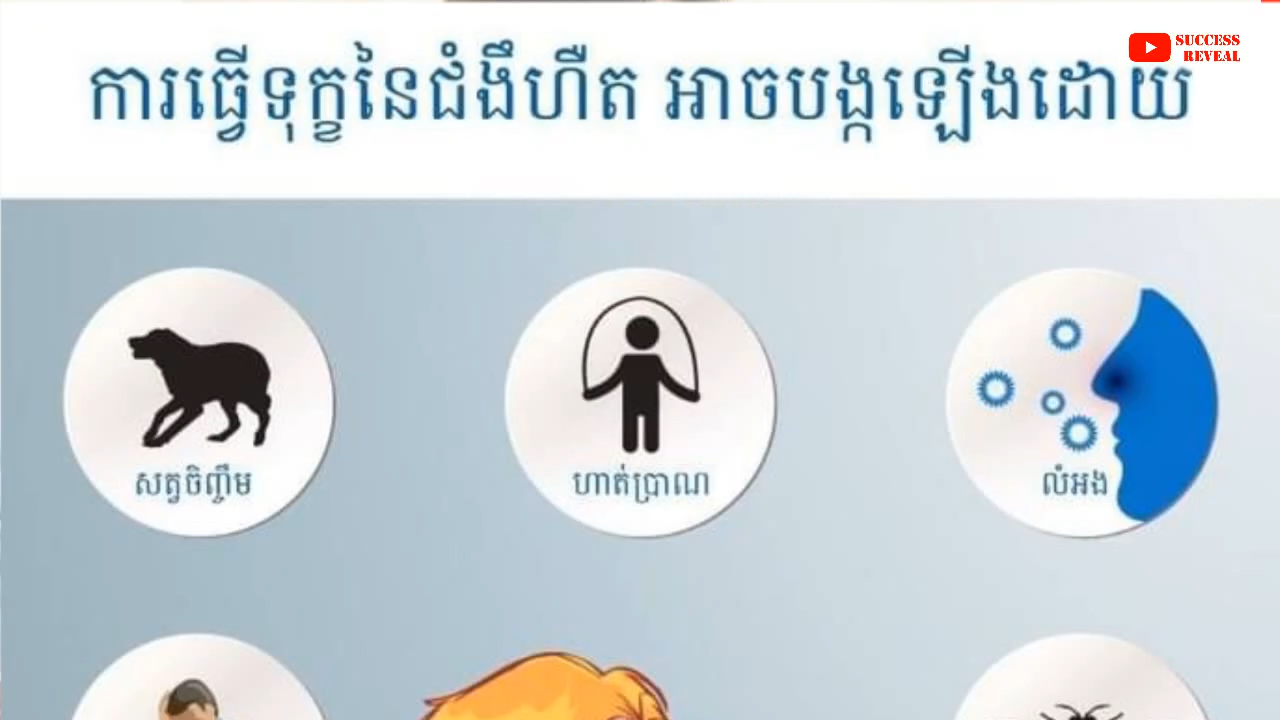 SUCCESS
REVEAL
ការធ្វើទុក្ខនៃជំងឺហឺត អាចបង្កឡើងដោយ
សត្វចិញ្ចឹម
ហាត់ប្រាណ
លំអង